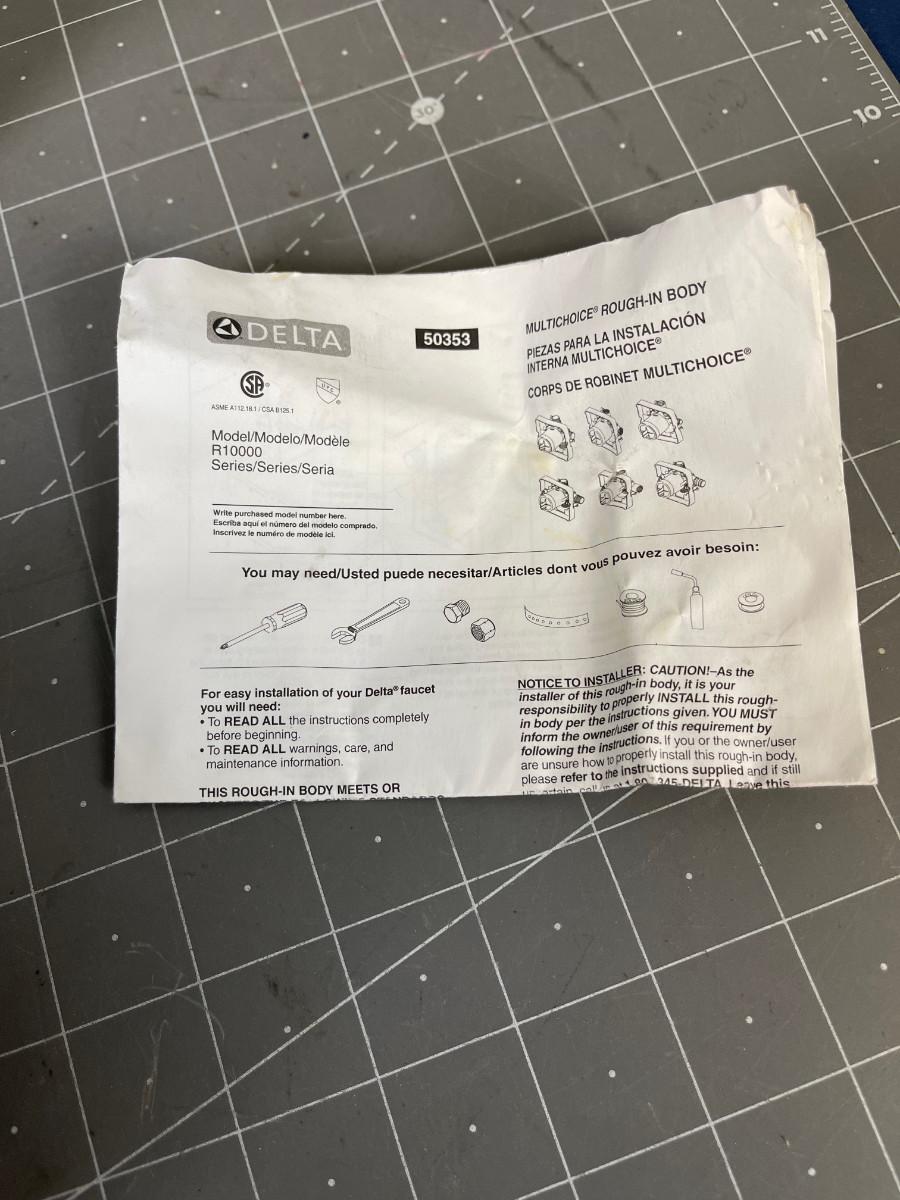 11
10
30°
DELTA
50353
MULTICHOICE® ROUGH-IN BODY
PIEZAS PARA LA INSTALACIÓN
INTERNA MULTICHOICE®
CORPS DE ROBINET MULTICHOICE®
SA®
UPC®
ASME A112.18.1 / CSA B125.1
Model/Modelo/Modèle
R10000
Series/Series/Seria
Write purchased model number here.
Escriba aquí el número del modelo comprado.
Inscrivez le numéro de modèle ici.
You may need/Usted puede necesitar/Articles dont vous pouvez avoir besoin:
For easy installation of your Delta® faucet
you will need:
• To READ ALL the instructions completely
before beginning.
• To READ ALL warnings, care, and
maintenance information.
THIS ROUGH-IN BODY MEETS OR
NOTICE TO INSTALLER: CAUTION!–As the
installer of this rough-in body, it is your
responsibility to properly INSTALL this rough-
in body per the instructions given. YOU MUST
inform the owner/user of this requirement by
following the instructions. If you or the owner/user
are unsure how to properly install this rough-in body,
please refer to the instructions supplied and if still
345-DELTA. Leave this